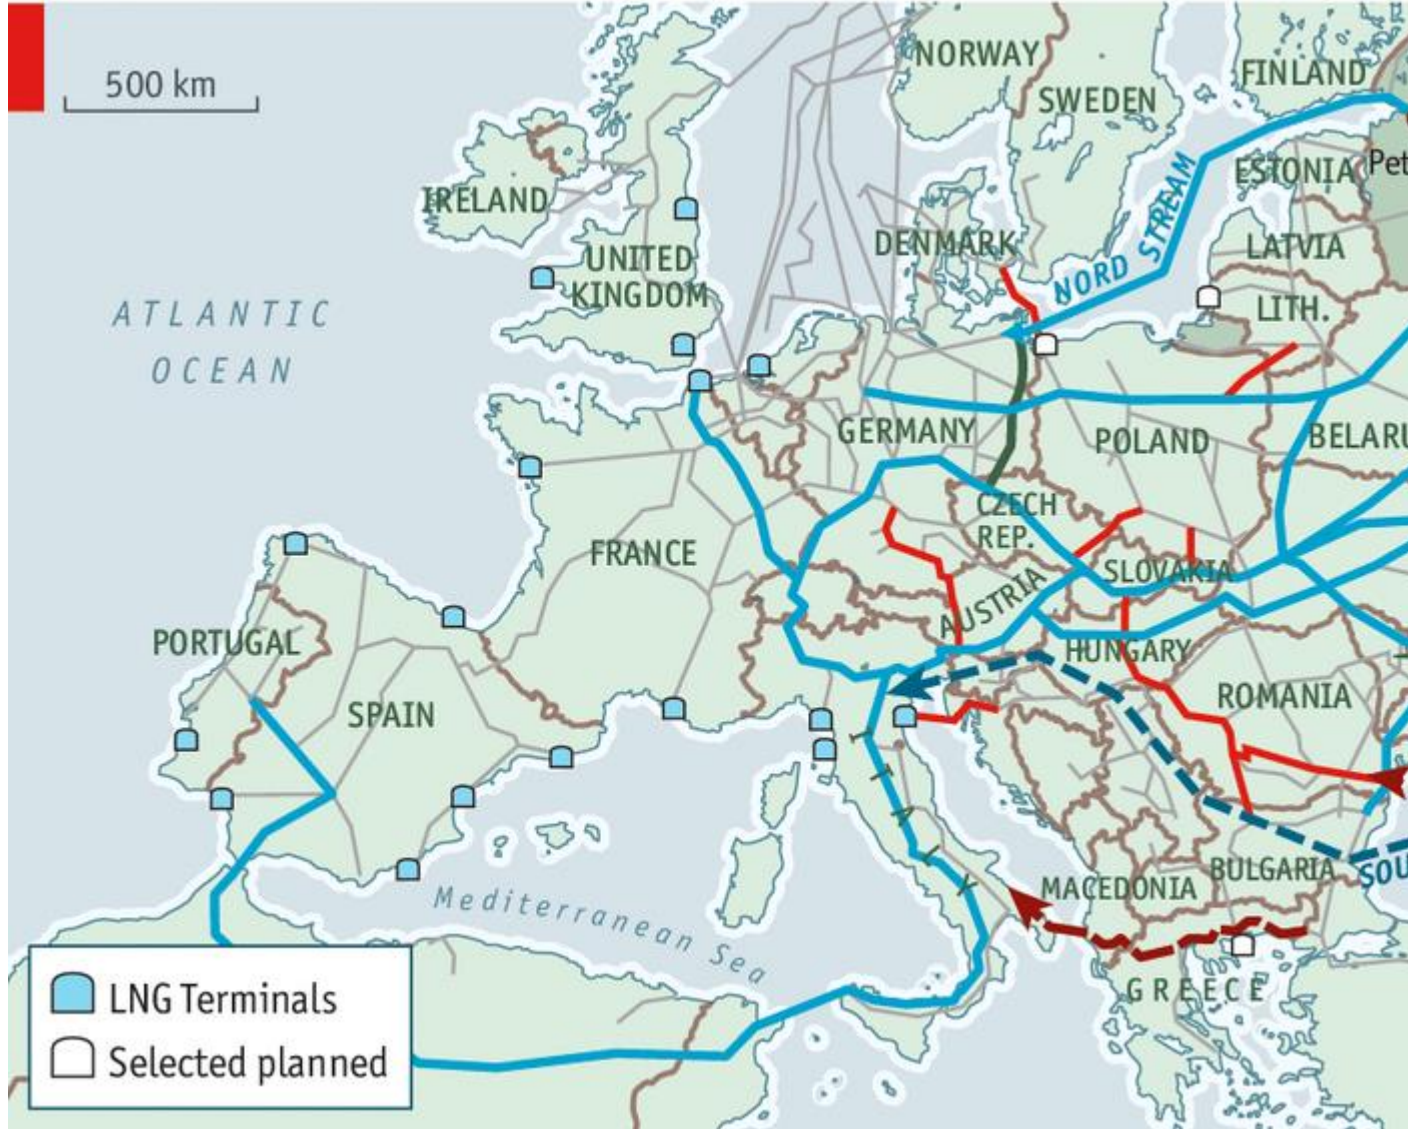 500 km
NORWAY
FINLAND
SWEDEN
ESTONIA
Pet
IRELAND
NORD STREAM
DENMARK
LATVIA
UNITED
KINGDOM
LITH.
ATLANTIC
OCEAN
GERMANY
POLAND
BELARU
CZECH
REP.
FRANCE
SLOVAKIA
AUSTRIA
PORTUGAL
HUNGARY
SPAIN
ROMANIA
ITALY
BULGARIA
SOU
MACEDONIA
Mediterranean Sea
GREECE
LNG Terminals
Selected planned